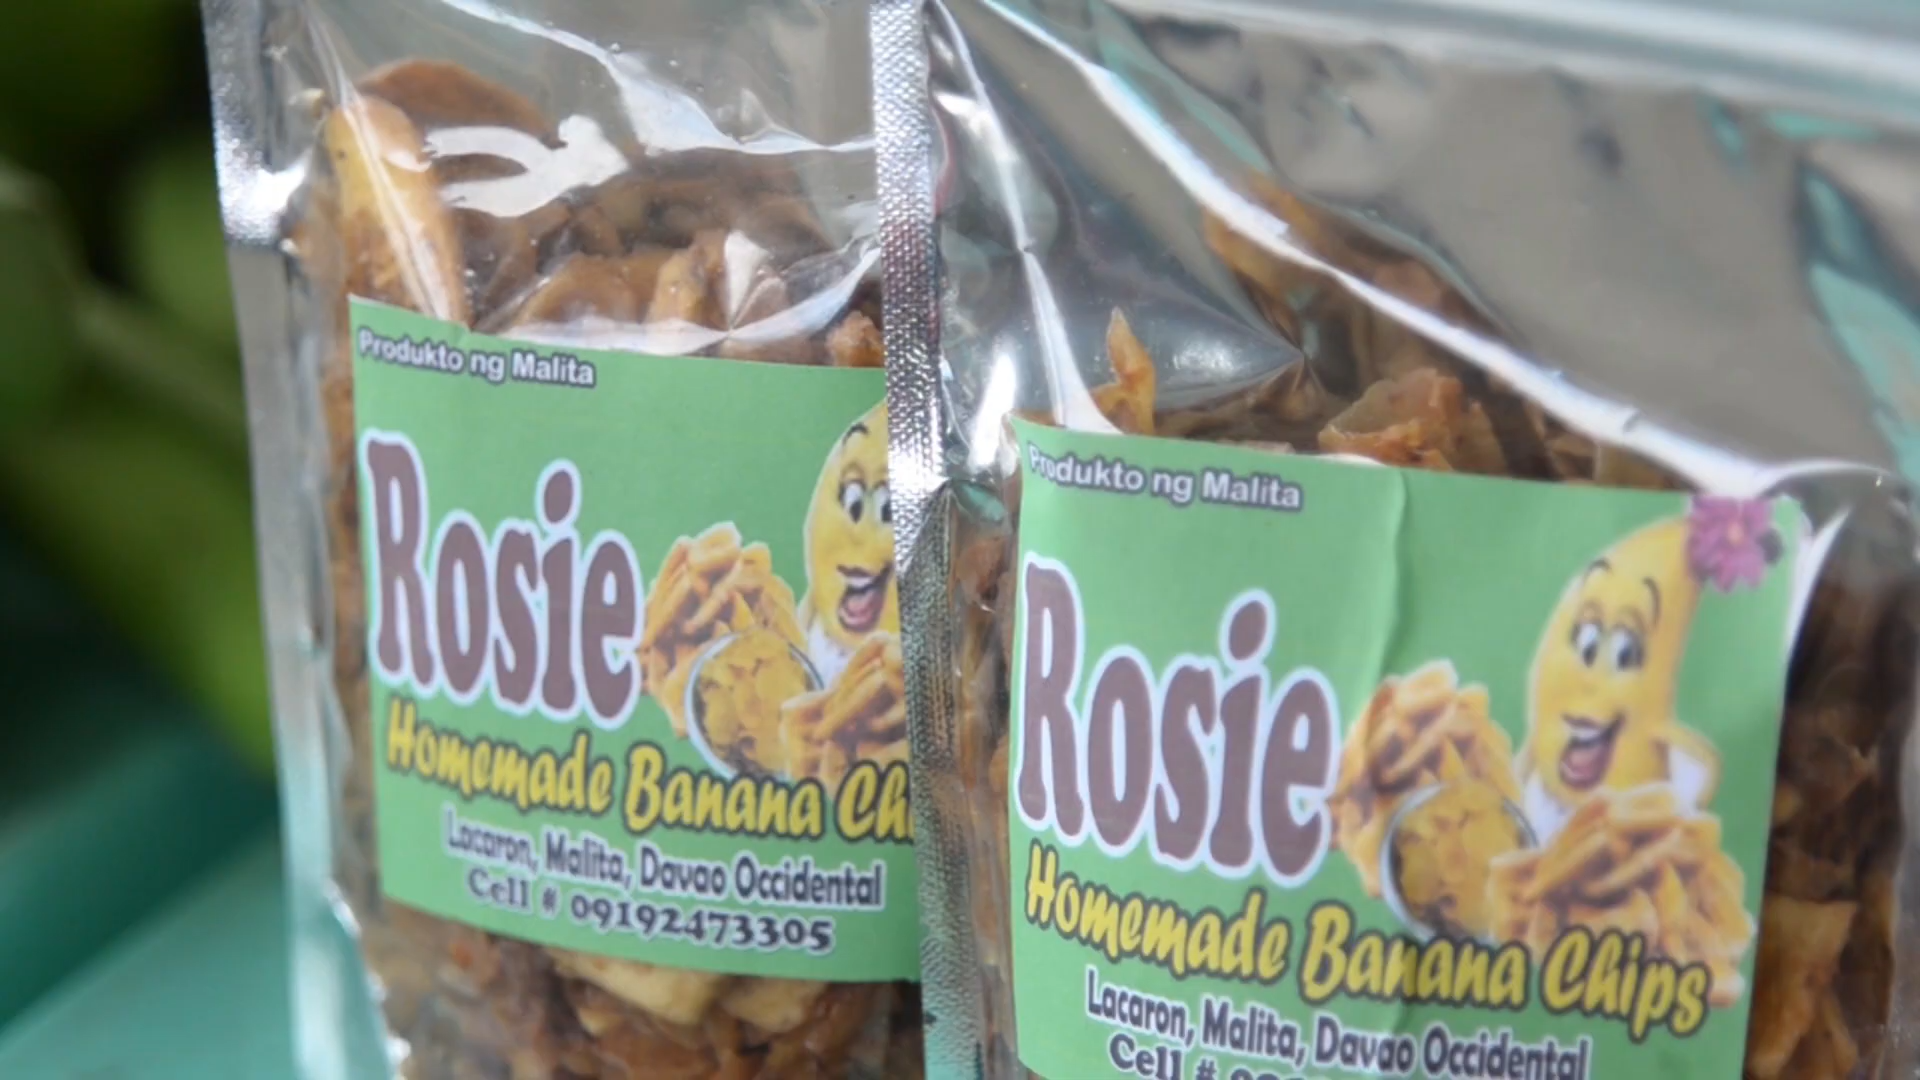 Produkto ng Malita
Rosie
Homemade Banana Ch
Lacaron, Malita, Davao Occidental
Cell # 09192473305
Produkto ng Malita
Rosie
Homemade Banana Chips
Lacaron, Malita, Davao Occidental
Cell #